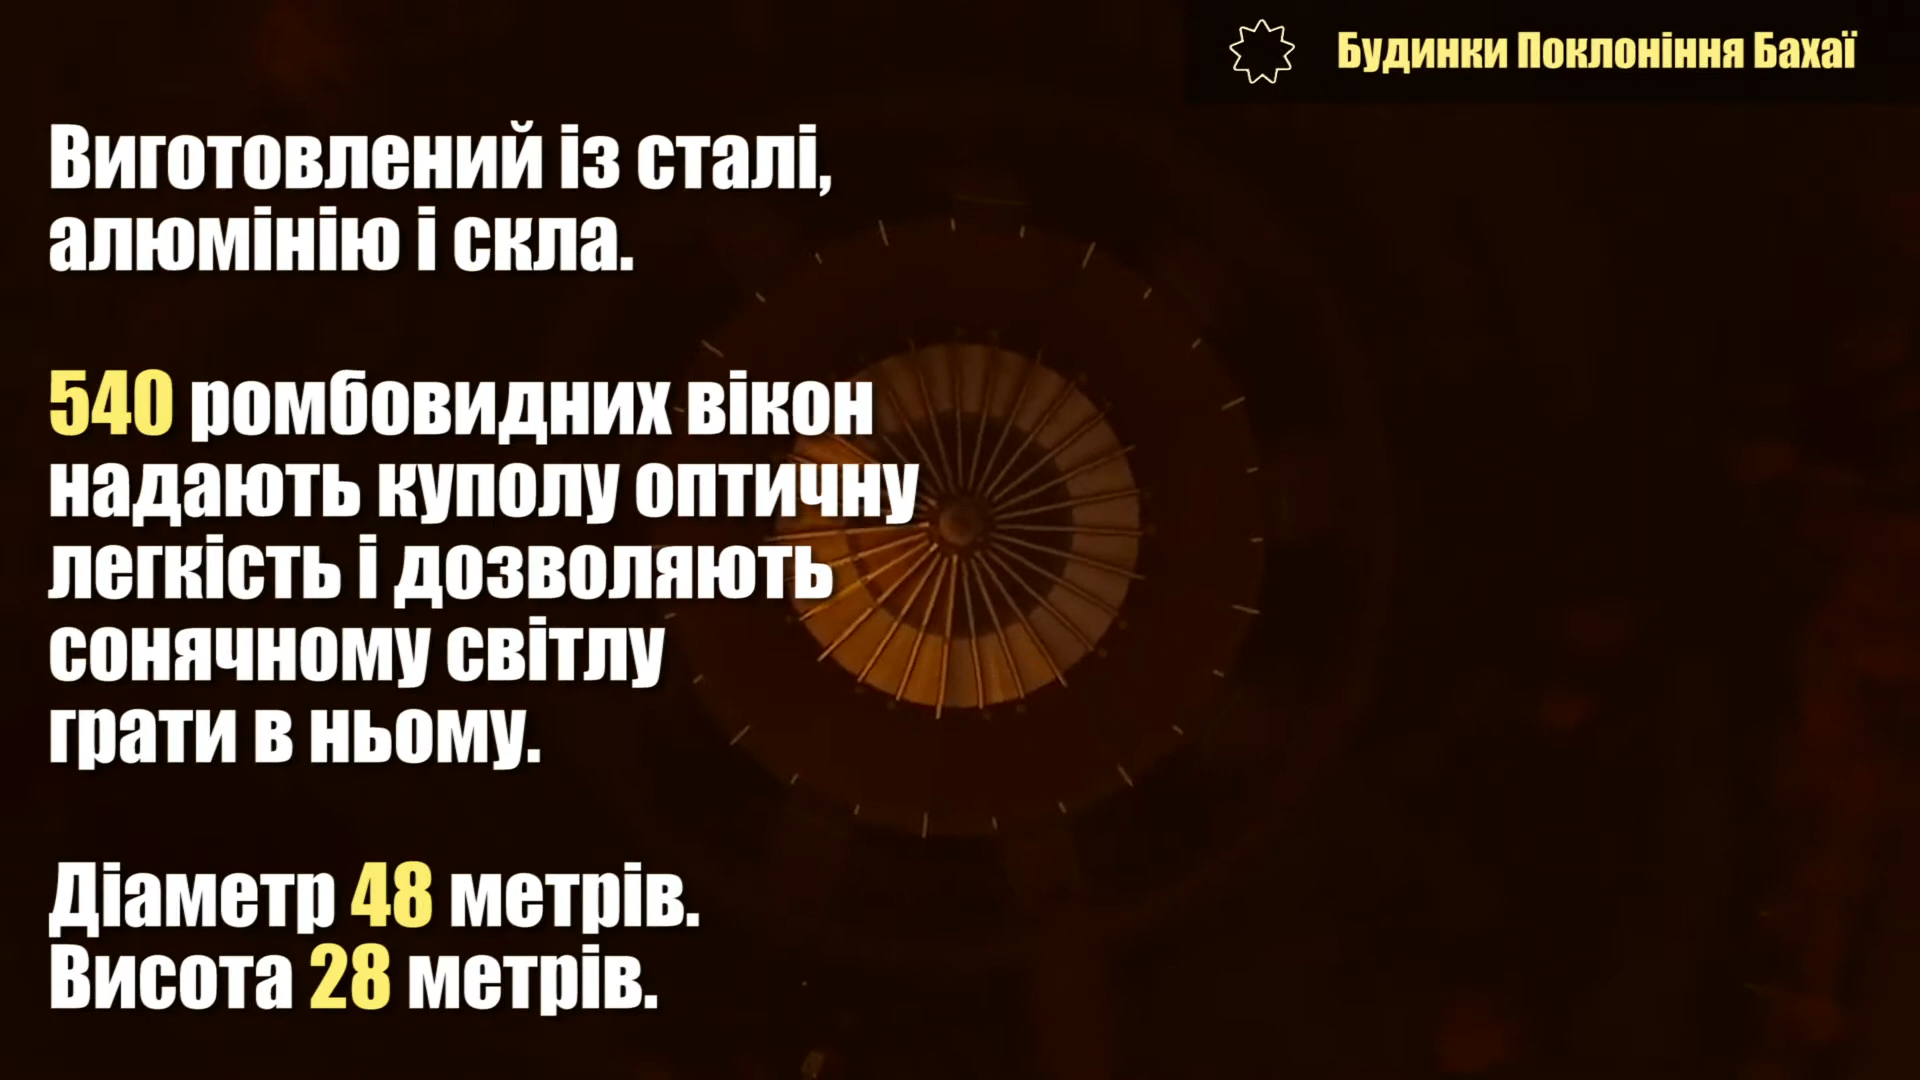 Будинки Поклоніння Бахаї
Виготовлений із сталі,
алюмінію і скла.
540 ромбовидних вікон
надають куполу оптичну
легкість і дозволяють
сонячному світлу
грати в ньому.
Діаметр 48 метрів.
Висота 28 метрів.